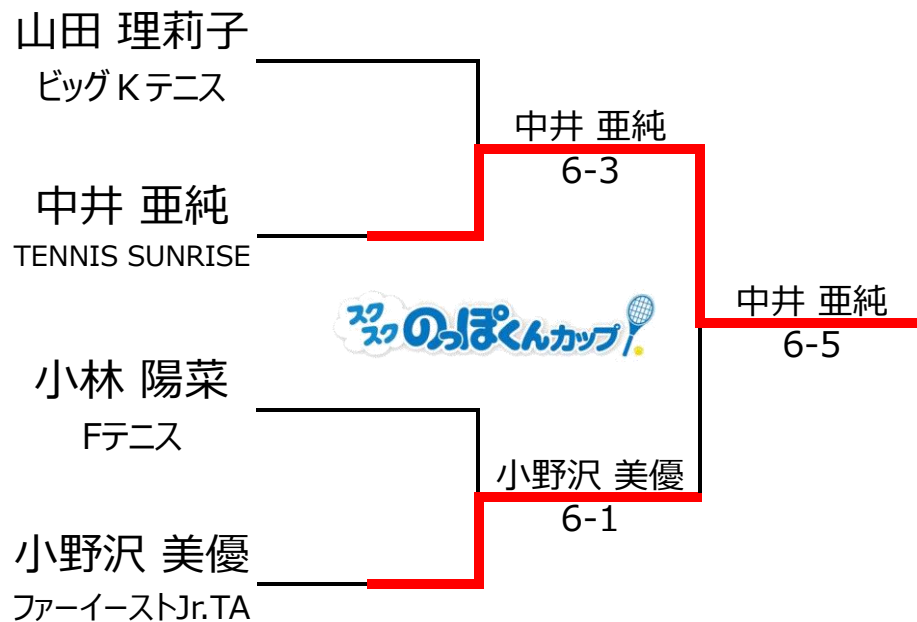 山田 理莉子
ビッグKテニス
中井 亜純
6-3
中井 亜純
TENNIS SUNRISE
スクスク のっぽくんカップ
中井 亜純
6-5
小林 陽菜
Fテニス
小野沢 美優
6-1
小野沢 美優
ファーイーストJr.TA